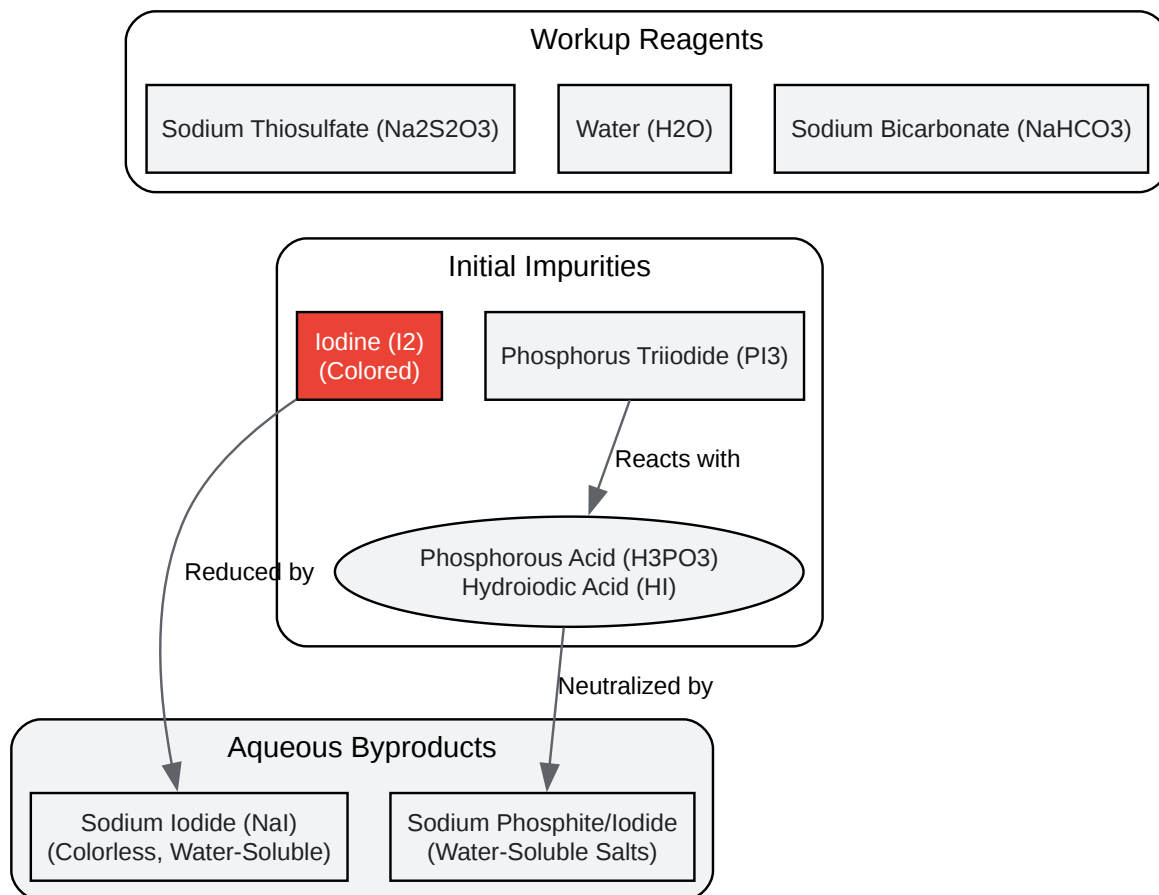 Workup Reagents
Sodium Thiosulfate (Na2S2O3)
Water (H2O)
Sodium Bicarbonate (NaHCO3)
Initial Impurities
Iodine (I2)
(Colored)
Phosphorus Triiodide (PI3)
Reacts with
Reduced by
Phosphorous Acid (H3PO3)
Hydroiodic Acid (HI)
Neutralized by
Aqueous Byproducts
Sodium Iodide (NaI)
(Colorless, Water-Soluble)
Sodium Phosphite/Iodide
(Water-Soluble Salts)